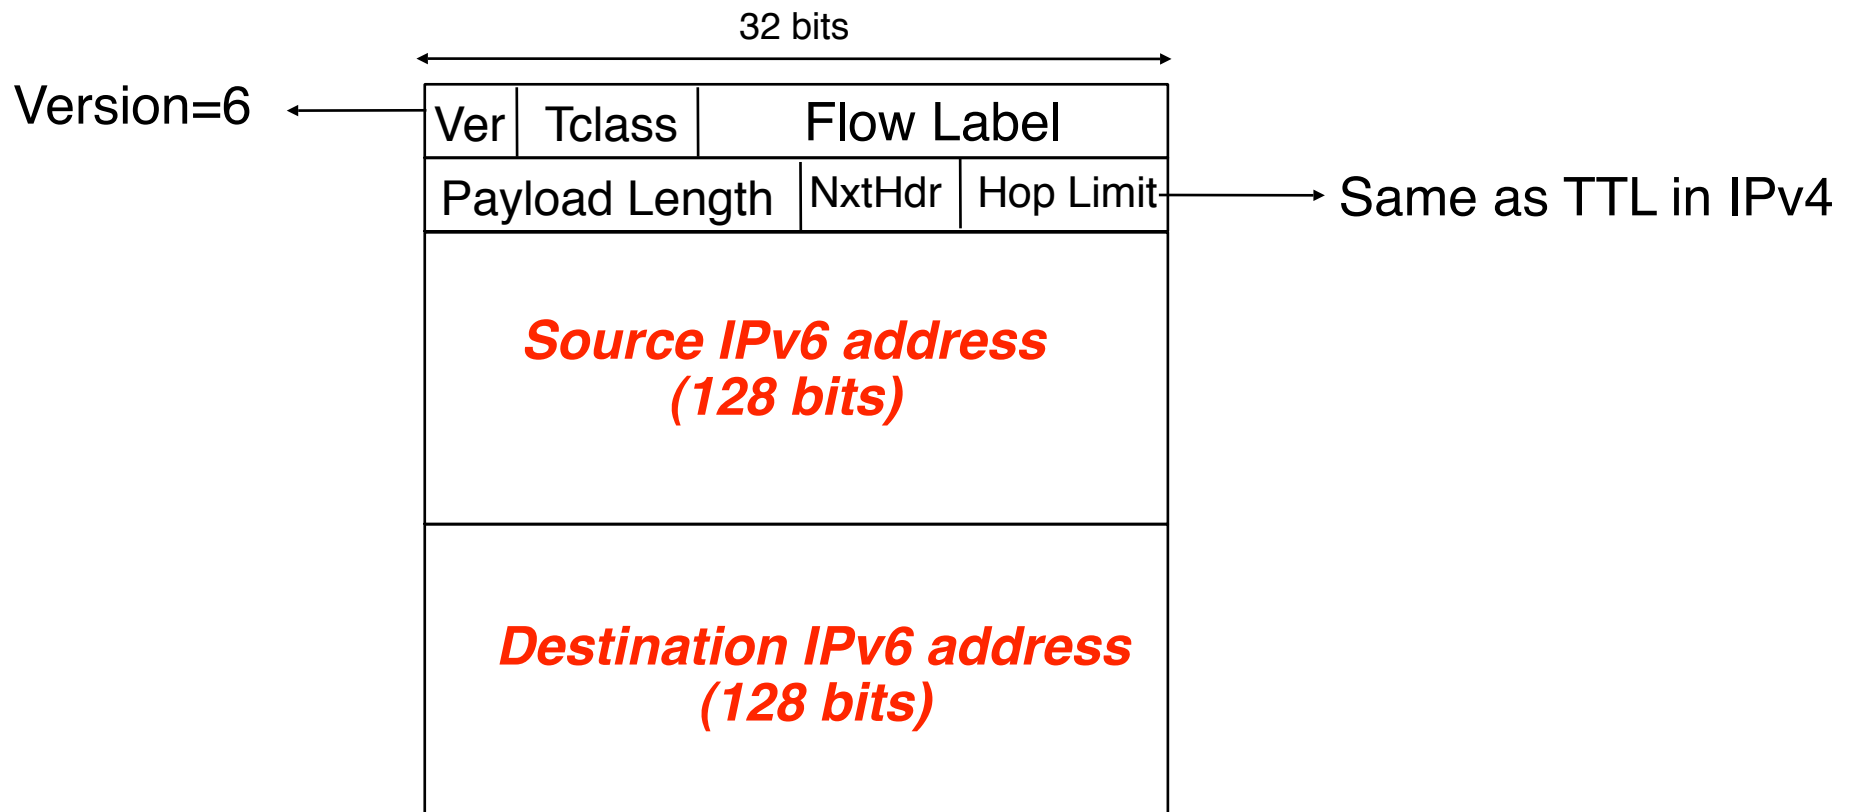 32 bits
Version=6
Ver Tclass Flow Label
Payload Length NxtHdr Hop Limit
Same as TTL in IPv4
Source IPv6 address
(128 bits)
Destination IPv6 address
(128 bits)